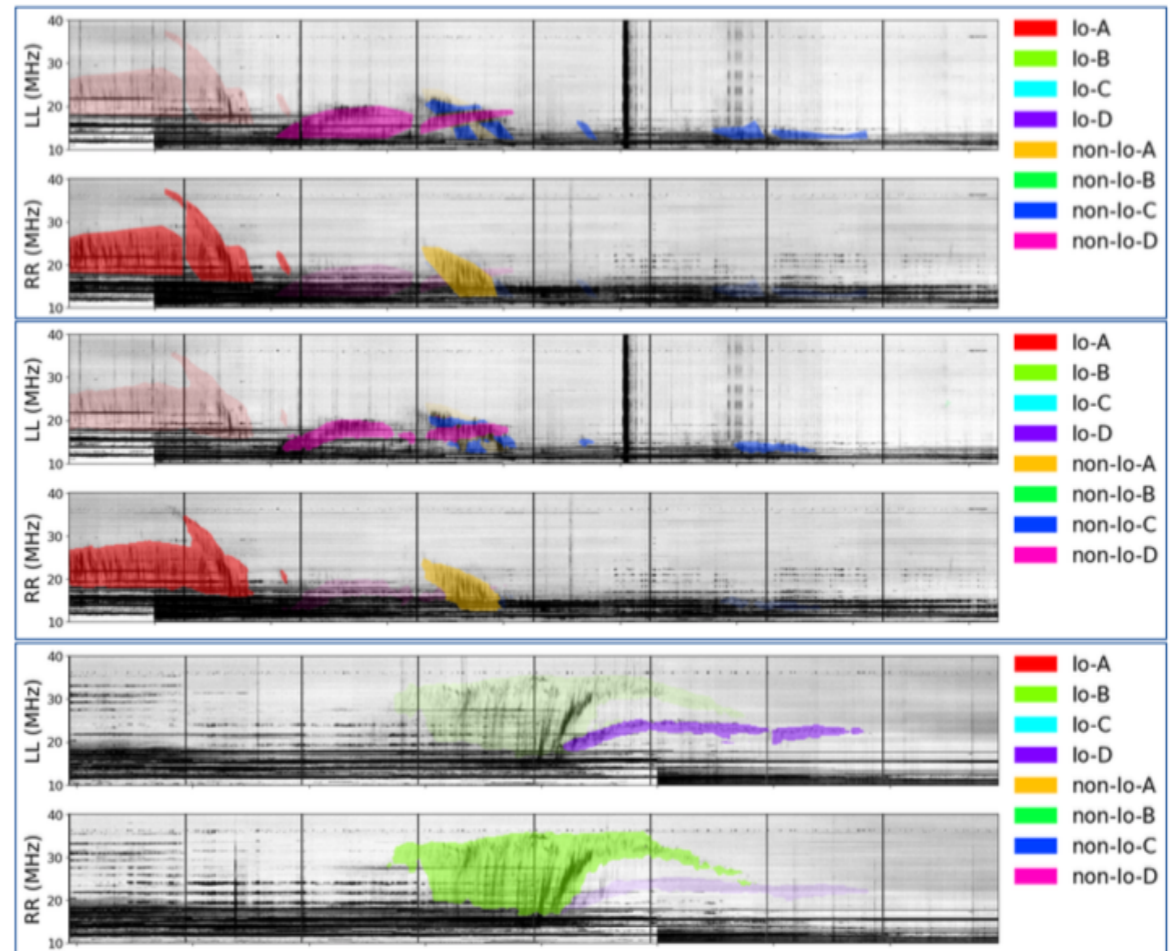 LL (MHz)
40
30
20
10
RR (MHz)
40
30
20
10
Io-A
Io-B
Io-C
Io-D
non-Io-A
non-Io-B
non-Io-C
non-Io-D
LL (MHz)
40
30
20
10
RR (MHz)
40
30
20
10
Io-A
Io-B
Io-C
Io-D
non-Io-A
non-Io-B
non-Io-C
non-Io-D
LL (MHz)
40
30
20
10
RR (MHz)
40
30
20
10
Io-A
Io-B
Io-C
Io-D
non-Io-A
non-Io-B
non-Io-C
non-Io-D